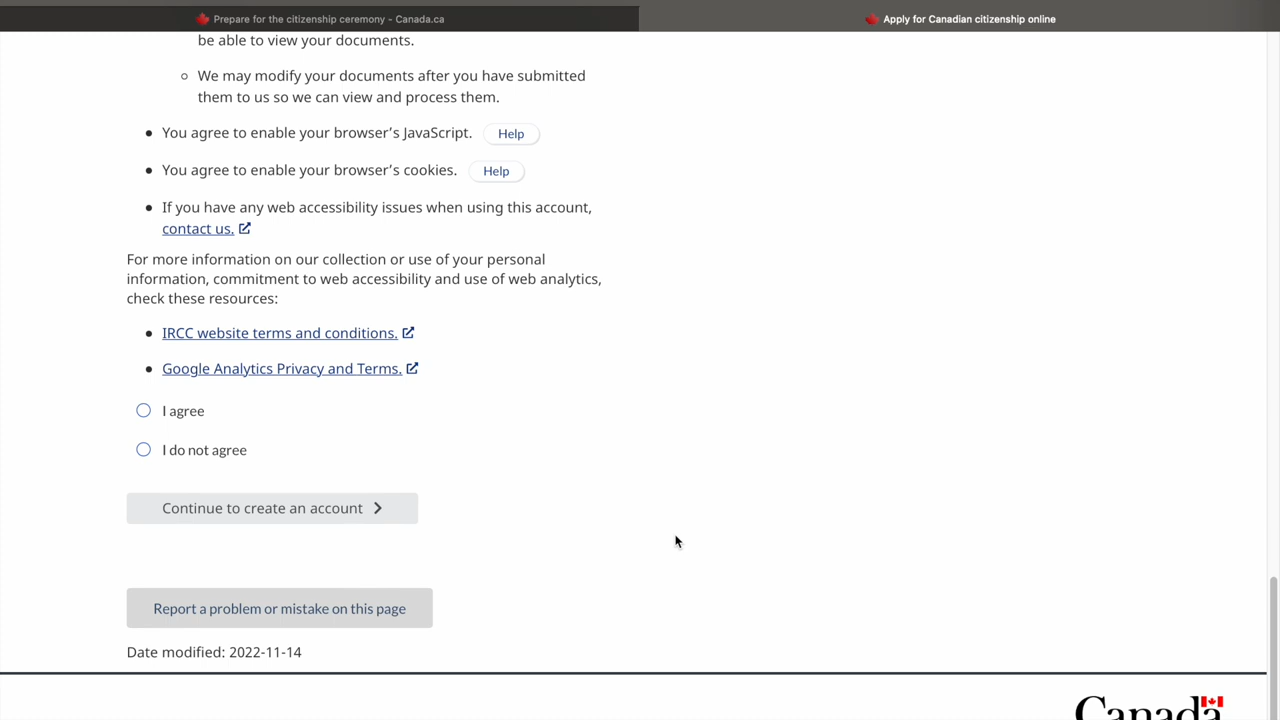 Prepare for the citizenship ceremony - Canada.ca
Apply for Canadian citizenship online
be able to view your documents.
We may modify your documents after you have submitted
them to us so we can view and process them.
You agree to enable your browser's JavaScript. Help
You agree to enable your browser's cookies. Help
If you have any web accessibility issues when using this account,
contact us.
For more information on our collection or use of your personal
information, commitment to web accessibility and use of web analytics,
check these resources:
IRCC website terms and conditions.
Google Analytics Privacy and Terms.
I agree
I do not agree
Continue to create an account
Report a problem or mistake on this page
Date modified: 2022-11-14
Canada